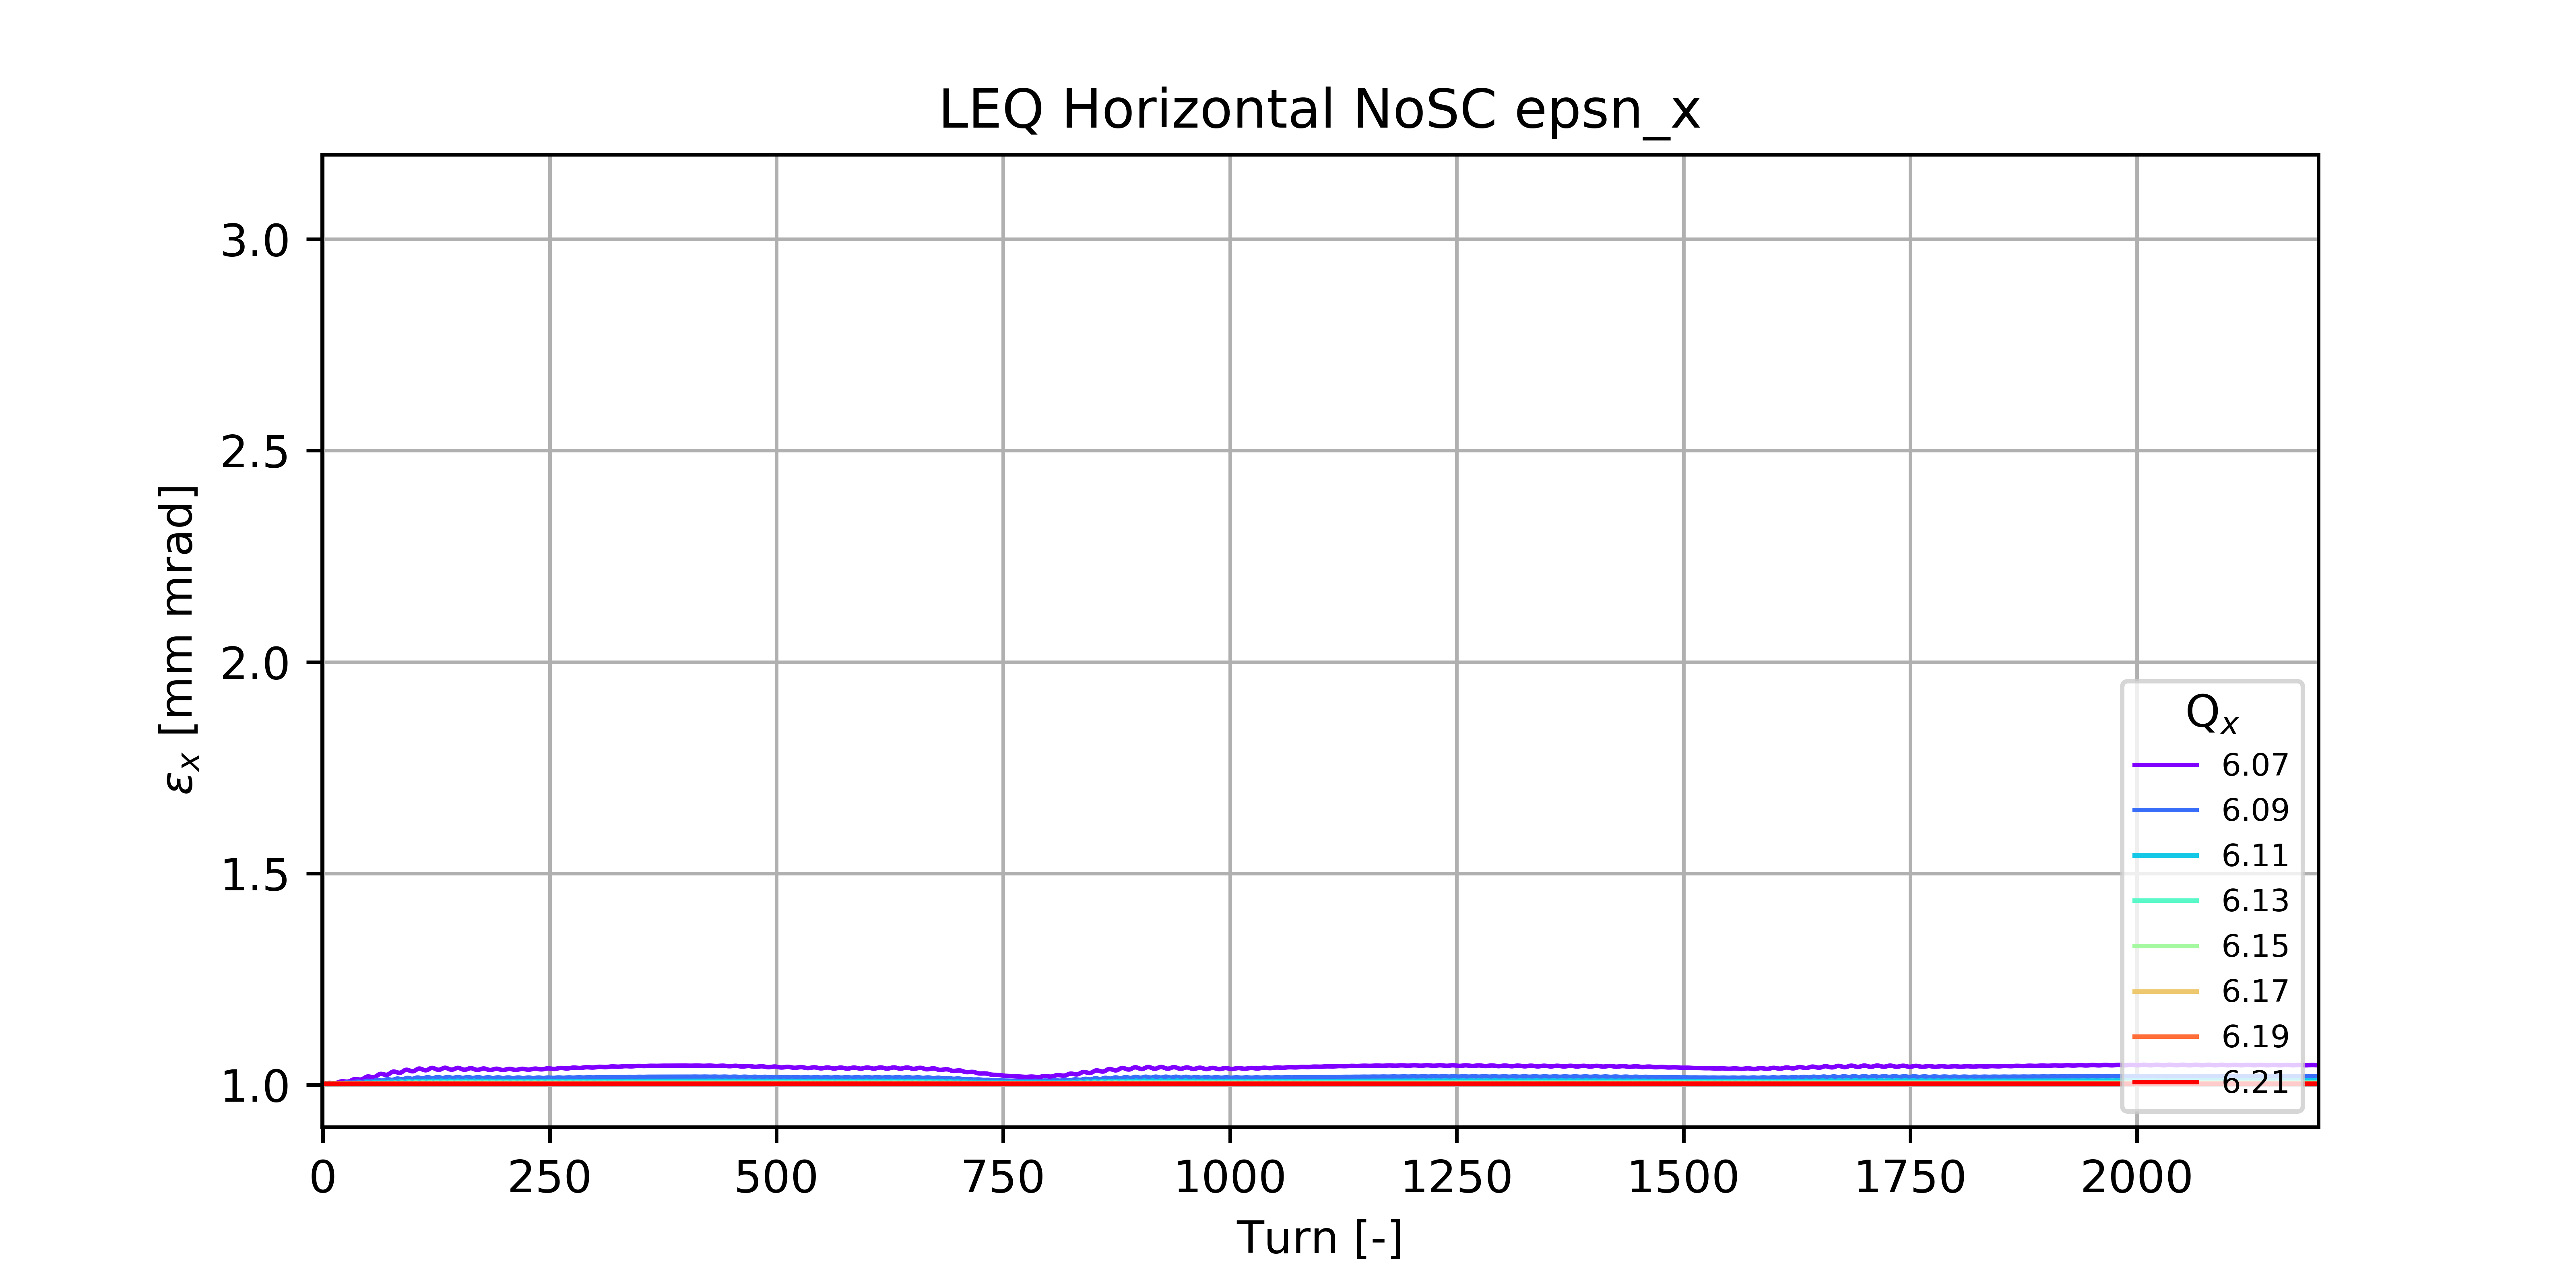 LEQ Horizontal NoSC epsn_x
3.0
2.5
2.0
1.5
1.0
εx [mm mrad]
Qx
6.07
6.09
6.11
6.13
6.15
6.17
6.19
6.21
0 250 500 750 1000 1250 1500 1750 2000
Turn [-]